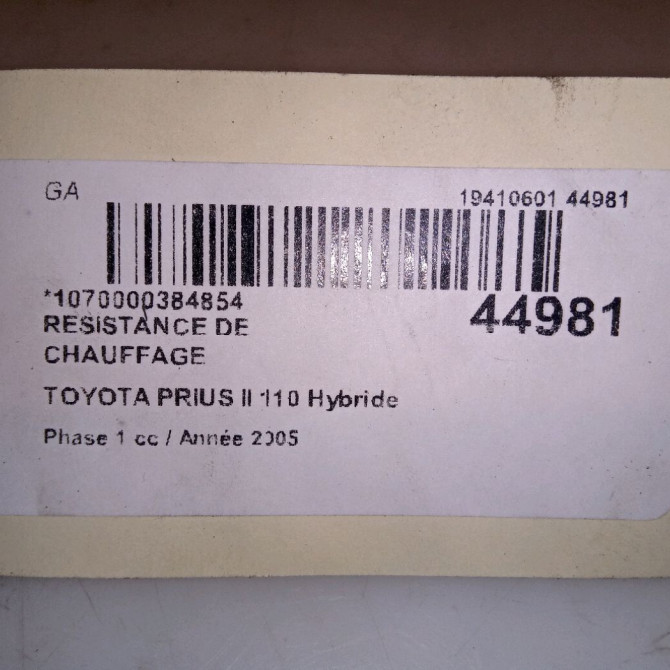 GA
19410601 44981
*1070000384854
44981
RESISTANCE DE
CHAUFFAGE
TOYOTA PRIUS II 110 Hybride
Phase 1 cc / Année 2005